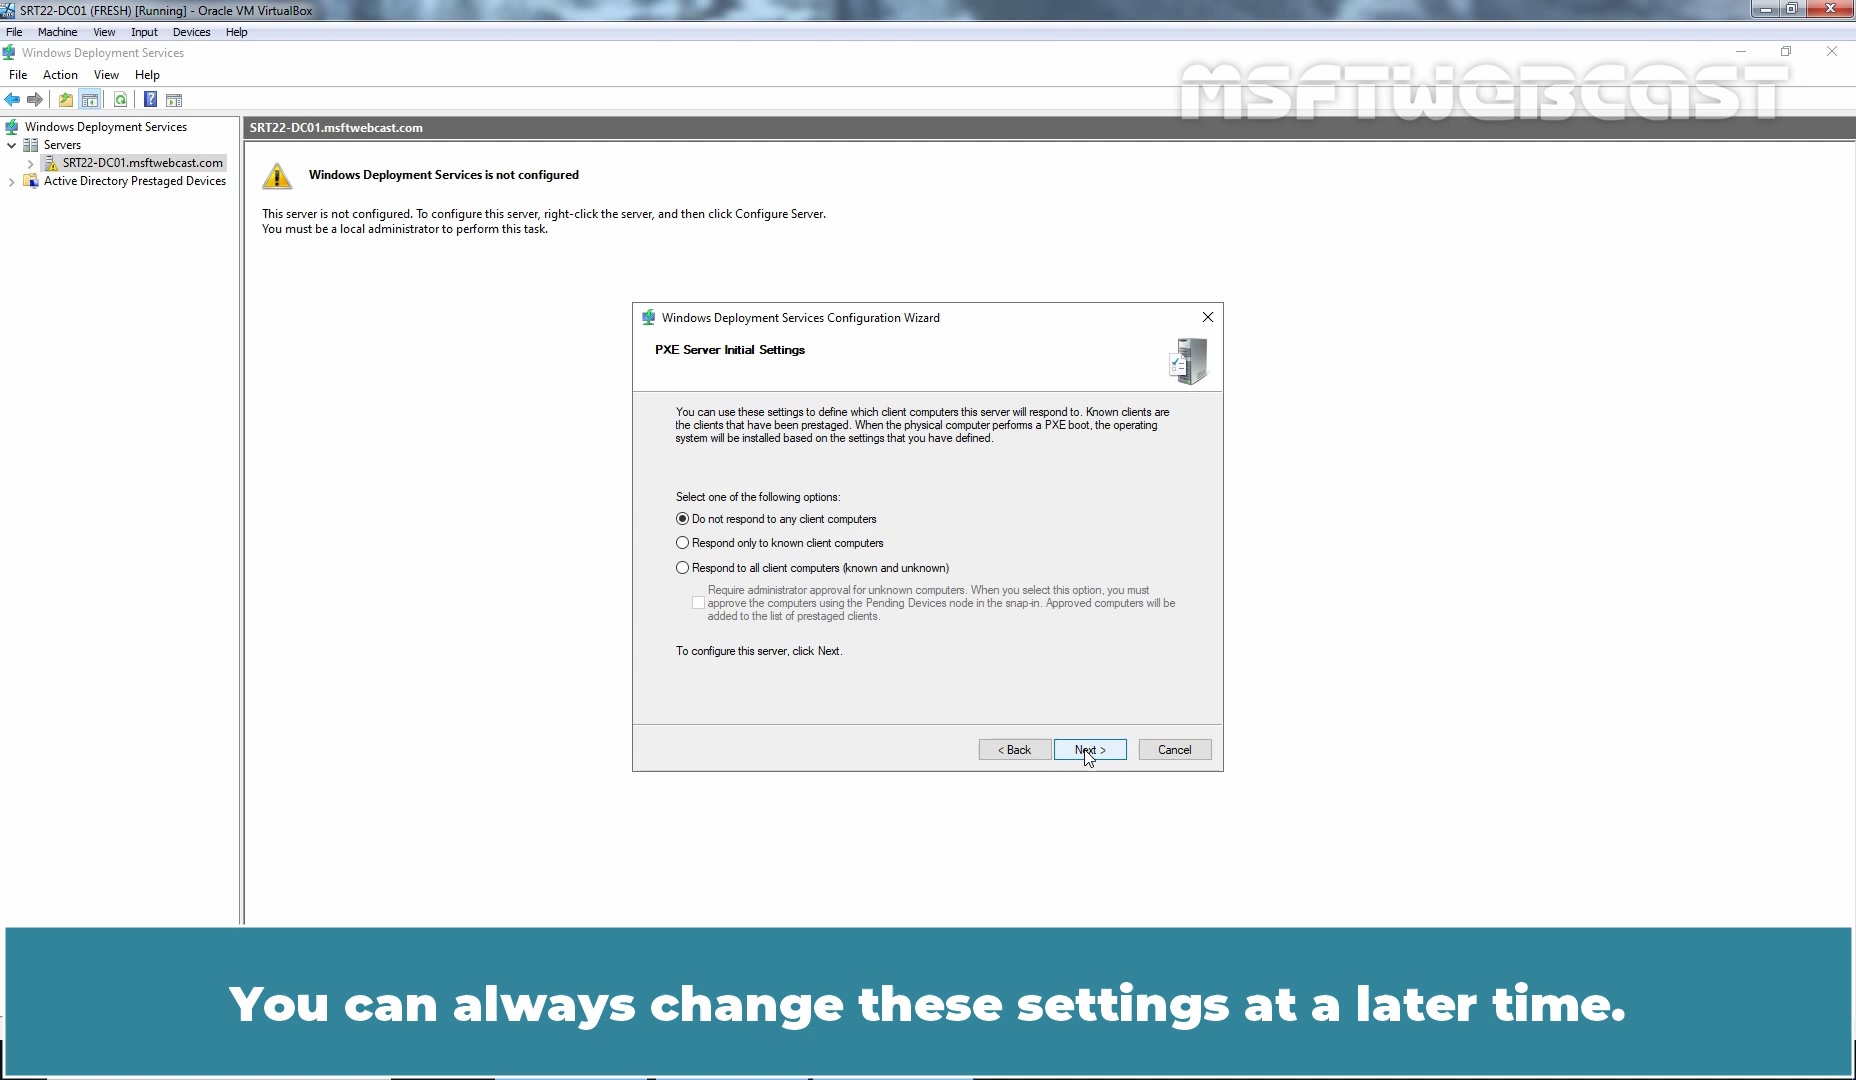 SRT22-DC01 (FRESH) [Running] - Oracle VM VirtualBox
File Machine View Input Devices Help
Windows Deployment Services
File Action View Help
MSFTWEBCAST
Windows Deployment Services
Servers
SRT22-DC01.msftwebcast.com
Active Directory Prestaged Devices
SRT22-DC01.msftwebcast.com
Windows Deployment Services is not configured
This server is not configured. To configure this server, right-click the server, and then click Configure Server.
You must be a local administrator to perform this task.
Windows Deployment Services Configuration Wizard
PXE Server Initial Settings
You can use these settings to define which client computers this server will respond to. Known clients are
the clients that have been prestaged. When the physical computer performs a PXE boot, the operating
system will be installed based on the settings that you have defined.
Select one of the following options:
Do not respond to any client computers
Respond only to known client computers
Respond to all client computers (known and unknown)
Require administrator approval for unknown computers. When you select this option, you must
approve the computers using the Pending Devices node in the snap-in. Approved computers will be
added to the list of prestaged clients.
To configure this server, click Next.
< Back Next > Cancel
You can always change these settings at a later time.